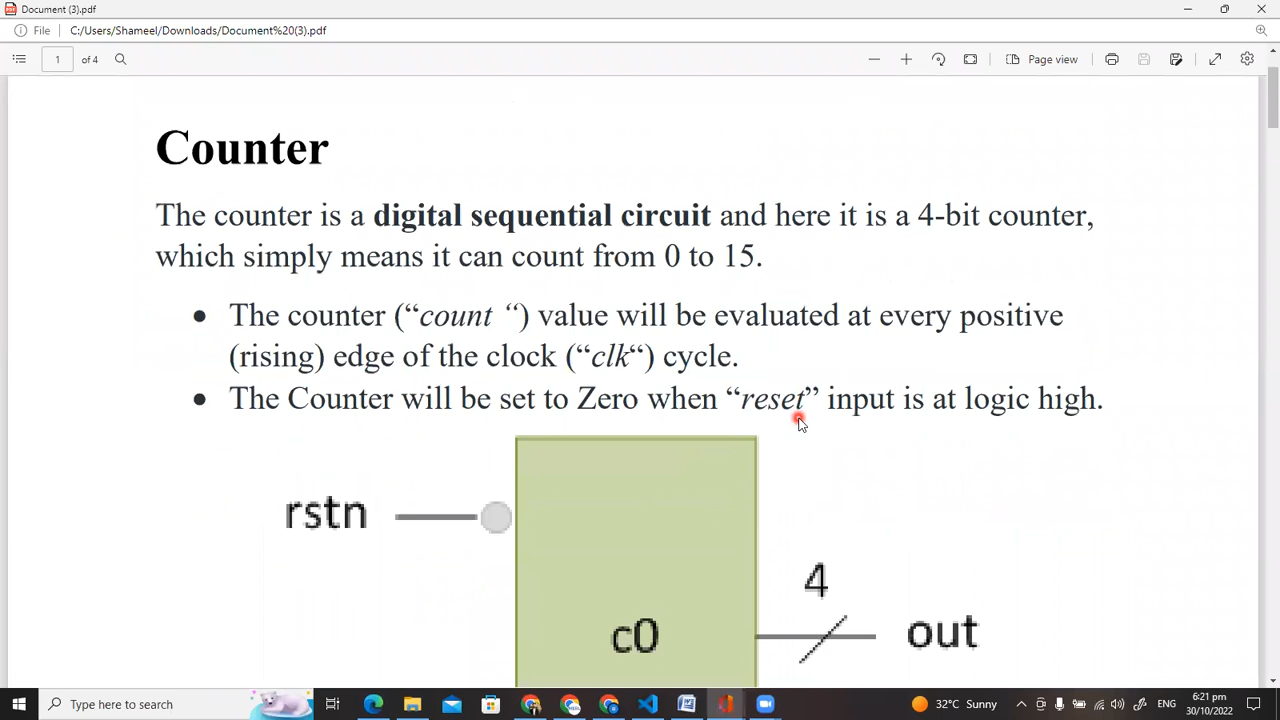 Document (3).pdf
File C:/Users/Shameel/Downloads/Document%20(3).pdf
1 of 4 Page view
Counter
The counter is a digital sequential circuit and here it is a 4-bit counter,
which simply means it can count from 0 to 15.
• The counter (“count “) value will be evaluated at every positive
(rising) edge of the clock (“clk“) cycle.
• The Counter will be set to Zero when “reset” input is at logic high.
rstn
4
c0 out
Type here to search 32°C Sunny ENG 6:21 pm
30/10/2022